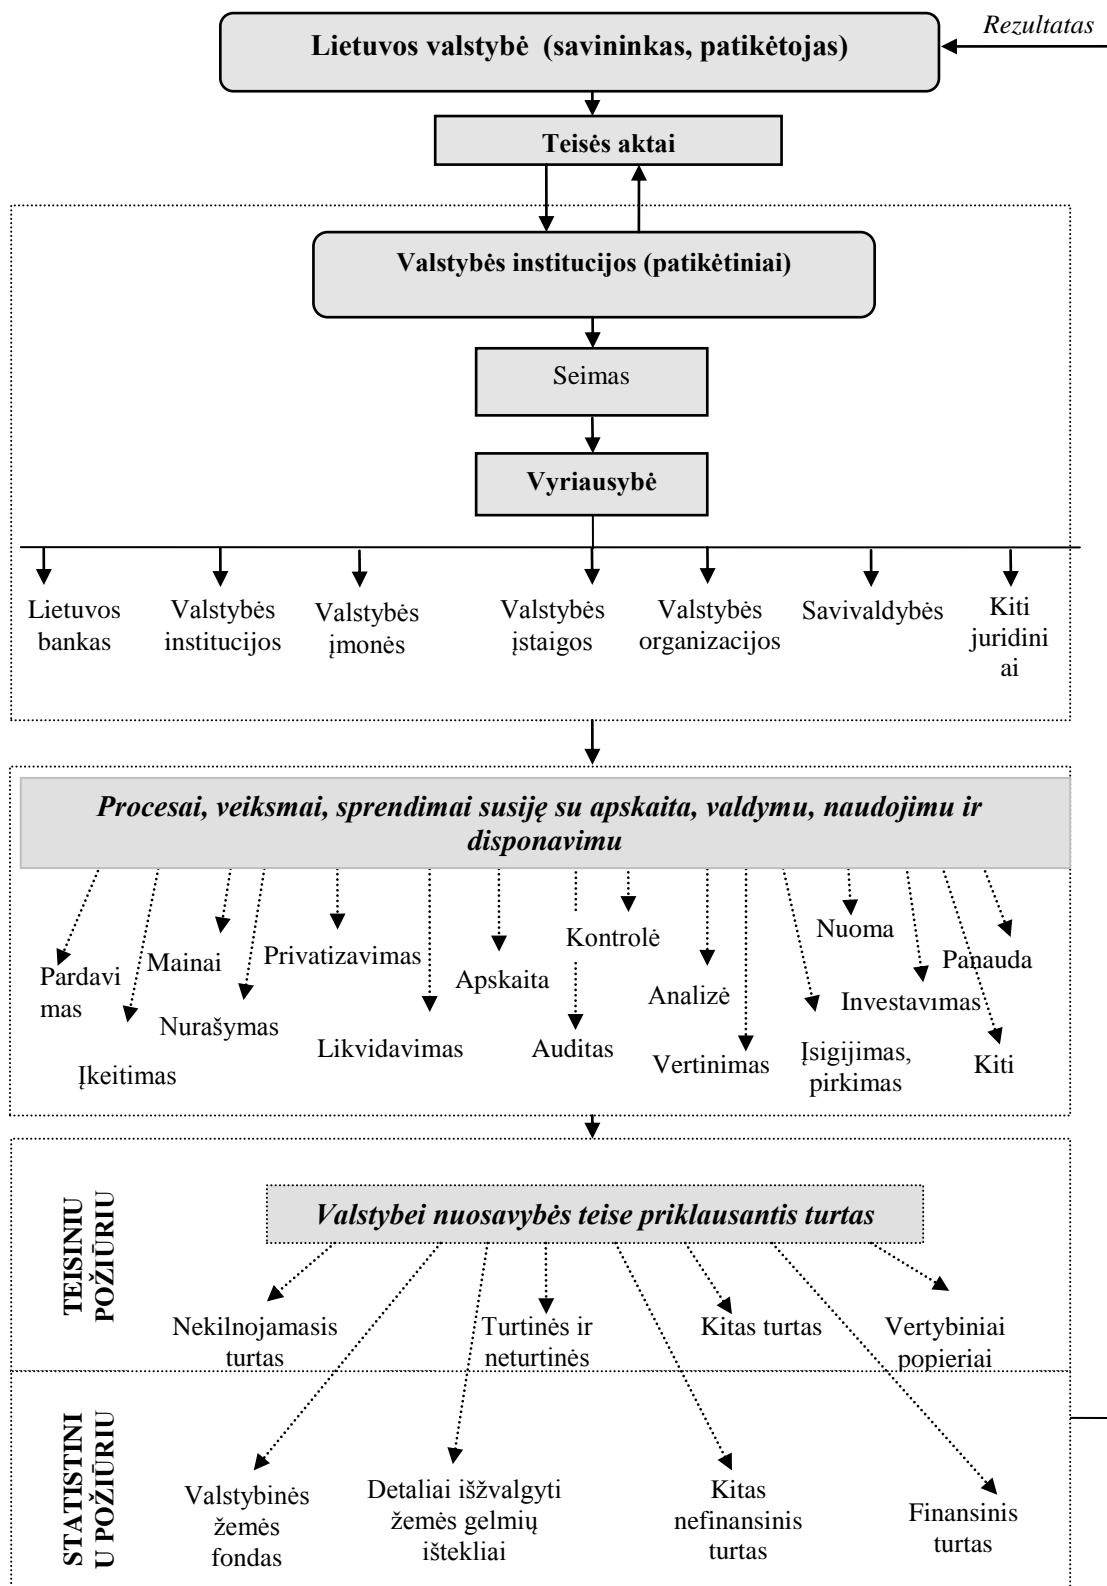 Rezultatas
Lietuvos valstybė (savininkas, patikėtojas)
Teisės aktai
Valstybės institucijos (patikėtiniai)
Seimas
Vyriausybė
Lietuvos
bankas
Valstybės
institucijos
Valstybės
įmonės
Valstybės
įstaigos
Valstybės
organizacijos
Savivaldybės
Kiti
juridini
ai
Procesai, veiksmai, sprendimai susiję su apskaita, valdymu, naudojimu ir
disponavimu
Pardavi
mas
Įkeitimas
Mainai
Nurašymas
Privatizavimas
Likvidavimas
Apskaita
Auditas
Kontrolė
Analizė
Vertinimas
Įsigijimas,
pirkimas
Nuoma
Investavimas
Panauda
Kiti
TEISINIU
POŽIŪRIU
Valstybei nuosavybės teise priklausantis turtas
Nekilnojamasis
turtas
Turtinės ir
neturtinės
Kitas turtas
Vertybiniai
popieriai
STATISTINI
U POŽIŪRIU
Valstybinės
žemės
fondas
Detaliai išžvalgyti
žemės gelmių
ištekliai
Kitas
nefinansinis
turtas
Finansinis
turtas